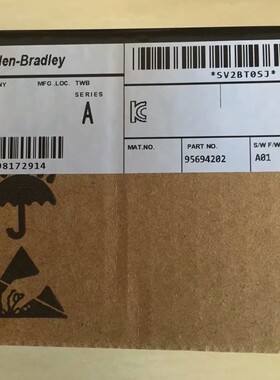 len-Bradley
NY
MFG .LOC. TWB
SERIES
A
98172914
*SV2BT0SJ*
MAT.NO.
PART NO.
S/W F/W
95694202
A01